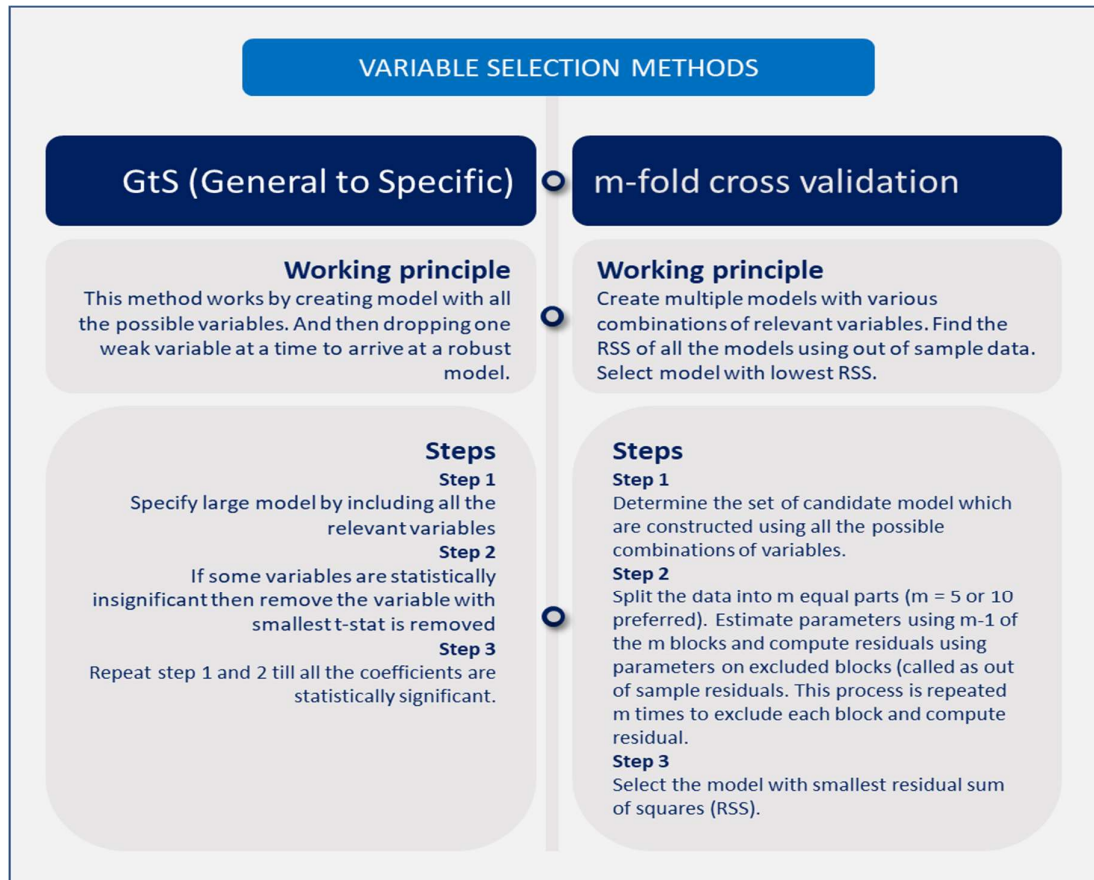 VARIABLE SELECTION METHODS
GtS (General to Specific)
Working principle
This method works by creating model with all
the possible variables. And then dropping one
weak variable at a time to arrive at a robust
model.
Steps
Step 1
Specify large model by including all the
relevant variables
Step 2
If some variables are statistically
insignificant then remove the variable with
smallest t-stat is removed
Step 3
Repeat step 1 and 2 till all the coefficients are
statistically significant.
m-fold cross validation
Working principle
Create multiple models with various
combinations of relevant variables. Find the
RSS of all the models using out of sample data.
Select model with lowest RSS.
Steps
Step 1
Determine the set of candidate model which
are constructed using all the possible
combinations of variables.
Step 2
Split the data into m equal parts (m = 5 or 10
preferred). Estimate parameters using m-1 of
the m blocks and compute residuals using
parameters on excluded blocks (called as out
of sample residuals. This process is repeated
m times to exclude each block and compute
residual.
Step 3
Select the model with smallest residual sum
of squares (RSS).